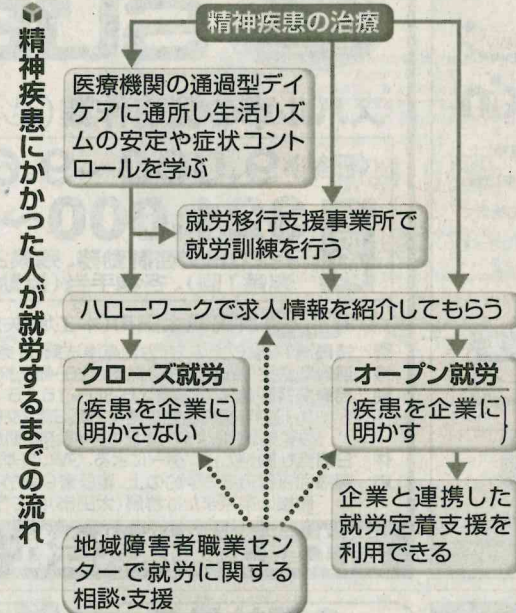 精神疾患にかかった人が就労するまでの流れ
精神疾患の治療
医療機関の通過型デイ
ケアに通所し生活リズ
ムの安定や症状コント
ロールを学ぶ
就労移行支援事業所で
就労訓練を行う
ハローワークで求人情報を紹介してもらう
クローズ就労
(疾患を企業に
明かさない)
オープン就労
(疾患を企業に
明かす)
企業と連携した
就労定着支援を
利用できる
地域障害者職業セン
ターで就労に関する
相談・支援